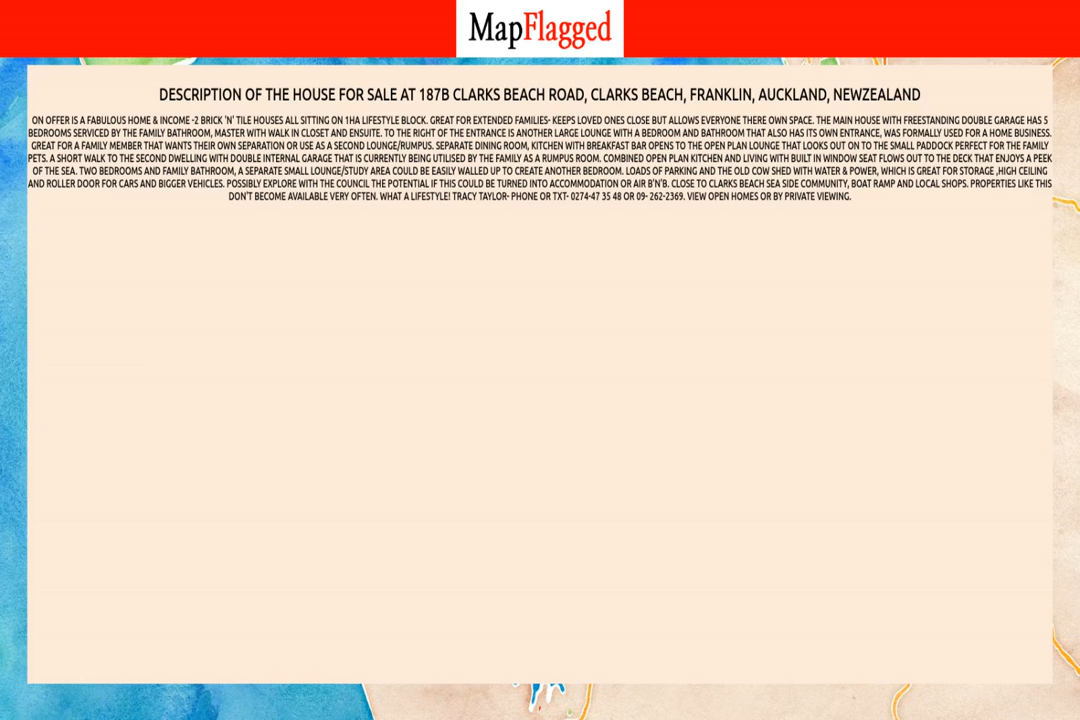 MapFlagged
DESCRIPTION OF THE HOUSE FOR SALE AT 187B CLARKS BEACH ROAD, CLARKS BEACH, FRANKLIN, AUCKLAND, NEWZEALAND
ON OFFER IS A FABULOUS HOME & INCOME -2 BRICK 'N' TILE HOUSES ALL SITTING ON 1HA LIFESTYLE BLOCK. GREAT FOR EXTENDED FAMILIES- KEEPS LOVED ONES CLOSE BUT ALLOWS EVERYONE THERE OWN SPACE. THE MAIN HOUSE WITH FREESTANDING DOUBLE GARAGE HAS 5
BEDROOMS SERVICED BY THE FAMILY BATHROOM, MASTER WITH WALK IN CLOSET AND ENSUITE. TO THE RIGHT OF THE ENTRANCE IS ANOTHER LARGE LOUNGE WITH A BEDROOM AND BATHROOM THAT ALSO HAS ITS OWN ENTRANCE, WAS FORMALLY USED FOR A HOME BUSINESS.
GREAT FOR A FAMILY MEMBER THAT WANTS THEIR OWN SEPARATION OR USE AS A SECOND LOUNGE/RUMPUS. SEPARATE DINING ROOM, KITCHEN WITH BREAKFAST BAR OPENS TO THE OPEN PLAN LOUNGE THAT LOOKS OUT ON TO THE SMALL PADDOCK PERFECT FOR THE FAMILY
PETS. A SHORT WALK TO THE SECOND DWELLING WITH DOUBLE INTERNAL GARAGE THAT IS CURRENTLY BEING UTILISED BY THE FAMILY AS A RUMPUS ROOM. COMBINED OPEN PLAN KITCHEN AND LIVING WITH BUILT IN WINDOW SEAT FLOWS OUT TO THE DECK THAT ENJOYS A PEEK
OF THE SEA. TWO BEDROOMS AND FAMILY BATHROOM, A SEPARATE SMALL LOUNGE/STUDY AREA COULD BE EASILY WALLED UP TO CREATE ANOTHER BEDROOM. LOADS OF PARKING AND THE OLD COW SHED WITH WATER & POWER, WHICH IS GREAT FOR STORAGE ,HIGH CEILING
AND ROLLER DOOR FOR CARS AND BIGGER VEHICLES. POSSIBLY EXPLORE WITH THE COUNCIL THE POTENTIAL IF THIS COULD BE TURNED INTO ACCOMMODATION OR AIR B'N'B. CLOSE TO CLARKS BEACH SEA SIDE COMMUNITY, BOAT RAMP AND LOCAL SHOPS. PROPERTIES LIKE THIS
DON'T BECOME AVAILABLE VERY OFTEN. WHAT A LIFESTYLE! TRACY TAYLOR- PHONE OR TXT- 0274-47 35 48 OR 09- 262-2369. VIEW OPEN HOMES OR BY PRIVATE VIEWING.